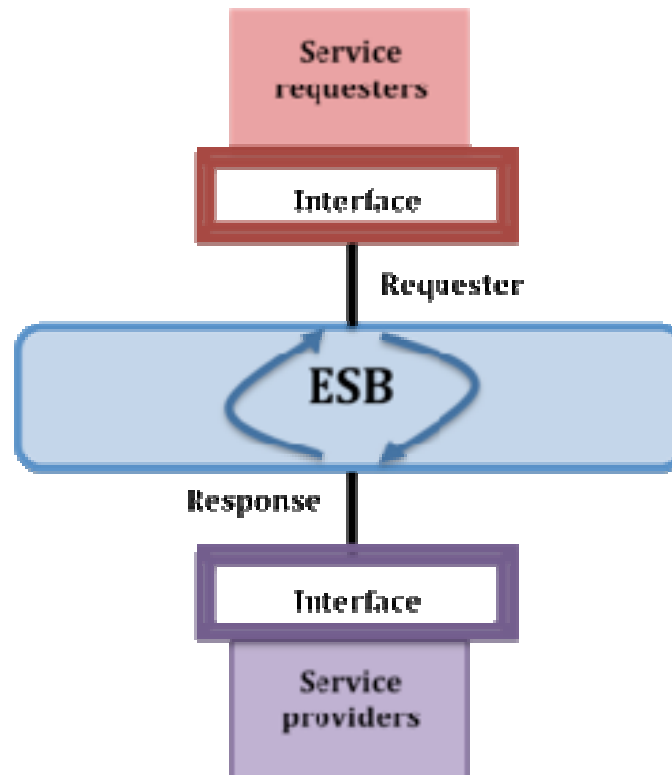 Service
requesters
Interface
Requester
ESB
Response
Interface
Service
providers